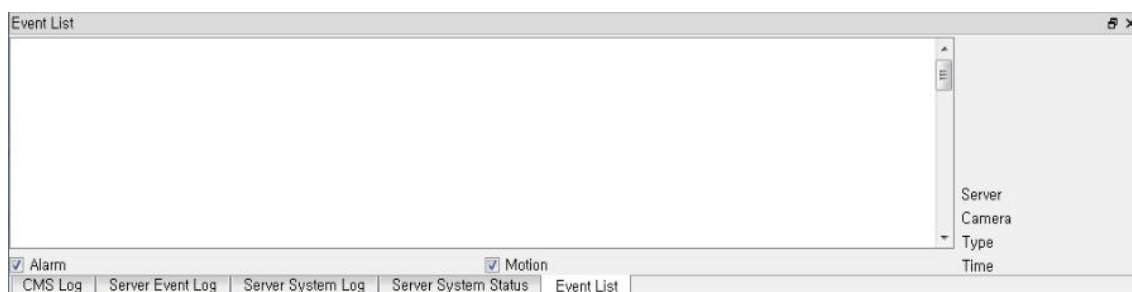 Event List
Server
Camera
Type
Alarm Motion Time
CMS Log Server Event Log Server System Log Server System Status Event List